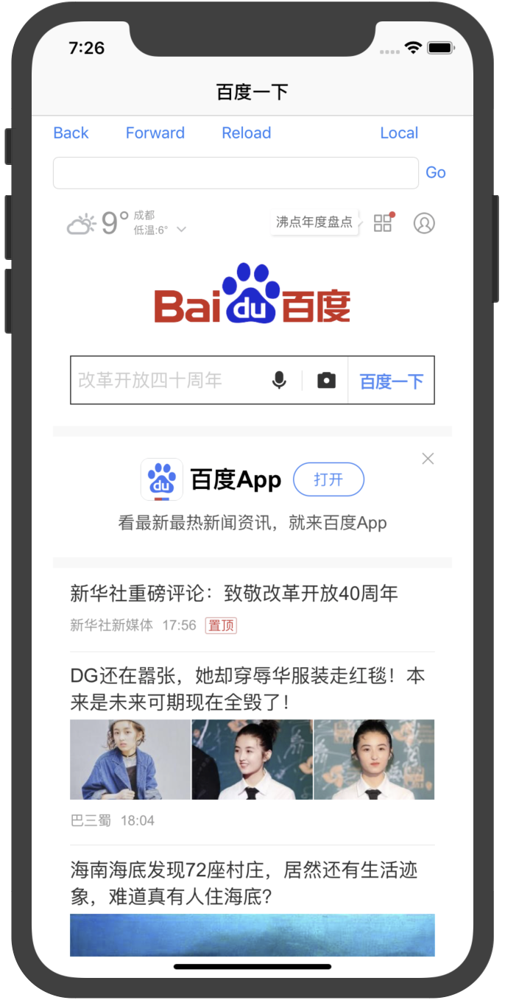 7:26
百度一下
Back Forward Reload Local
Go
9° 成都
低温:6°
沸点年度盘点
Bai du 百度
改革开放四十周年 百度一下
du 百度App 打开
看最新最热新闻资讯，就来百度App
新华社重磅评论：致敬改革开放40周年
新华社新媒体 17:56 置顶
DG还在嚣张，她却穿辱华服装走红毯！本
来是未来可期现在全毁了！
巴三蜀 18:04
海南海底发现72座村庄，居然还有生活迹
象，难道真有人住海底？